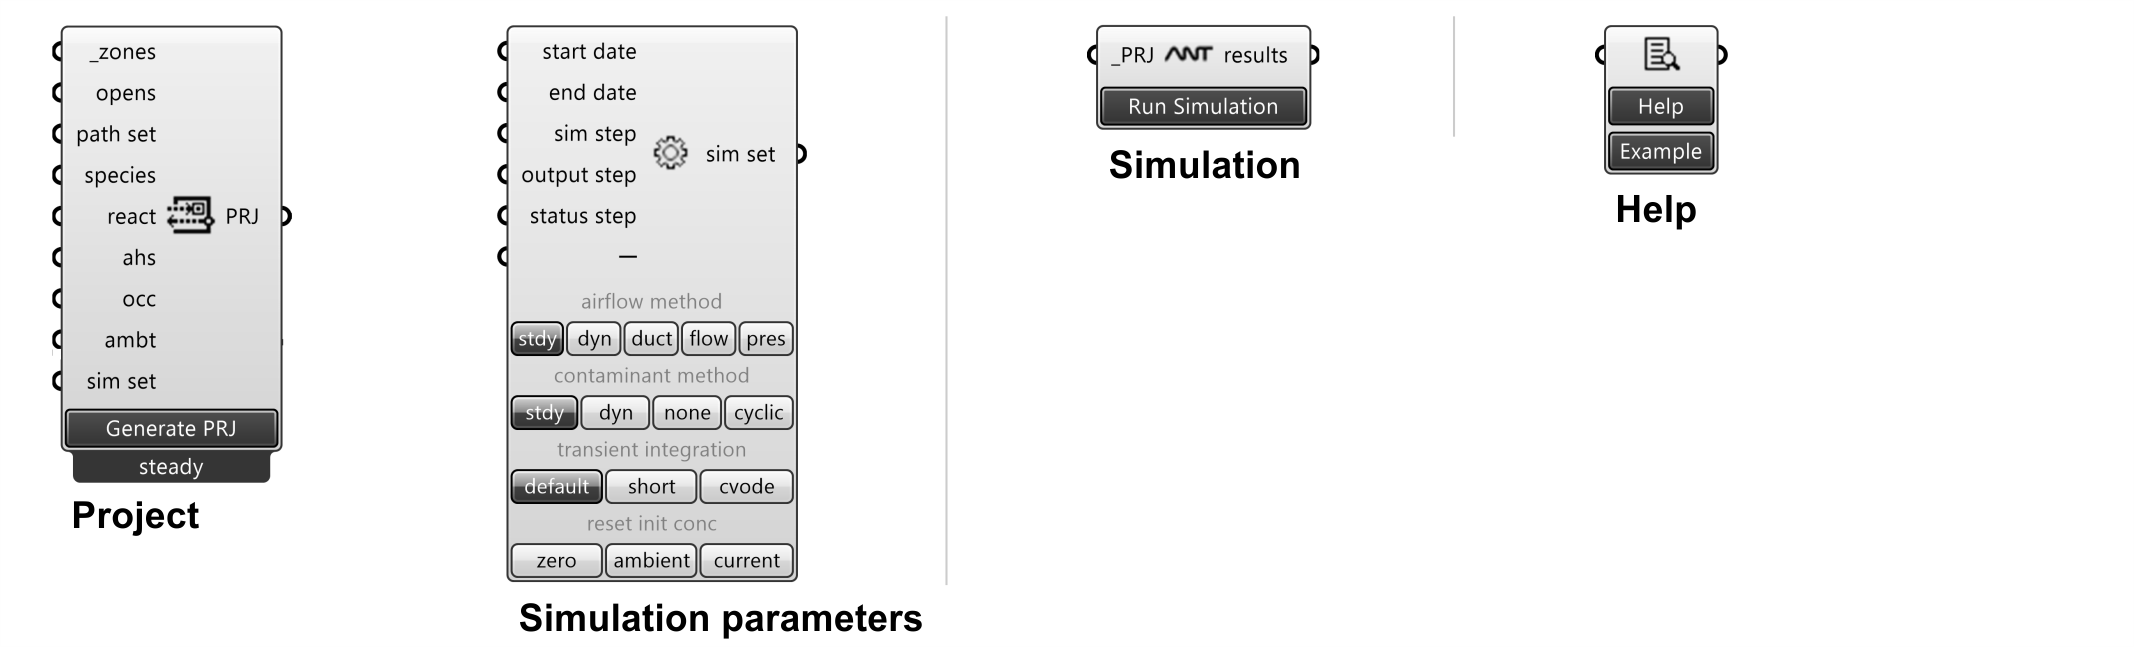 _zones
opens
path set
species
react PRJ
ahs
occ
ambt
sim set
Generate PRJ
steady
Project
start date
end date
sim step
sim set
output step
status step
—
airflow method
stdy dyn duct flow pres
contaminant method
stdy dyn none cyclic
transient integration
default short cvode
reset init conc
zero ambient current
Simulation parameters
_PRJ ANT results
Run Simulation
Simulation
Help
Example
Help